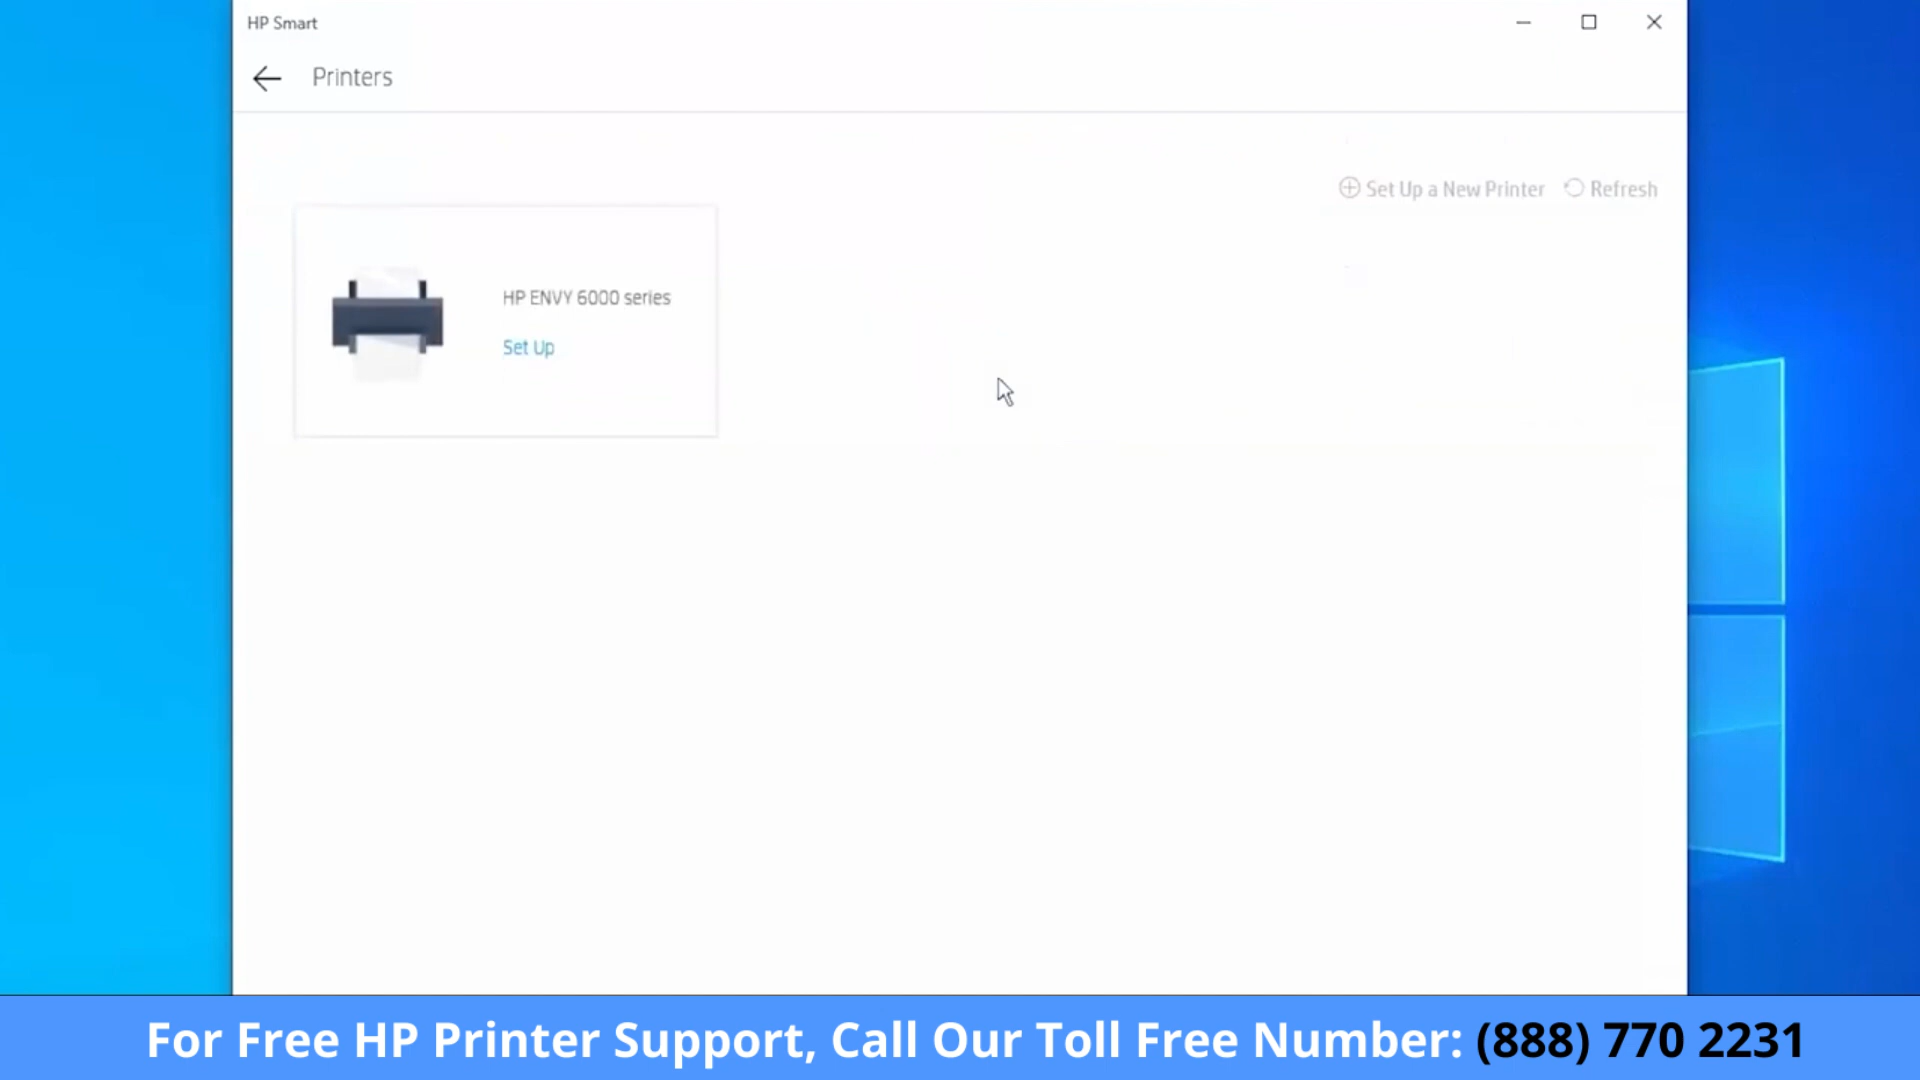 HP Smart
Printers
Set Up a New Printer Refresh
HP ENVY 6000 series
Set Up
For Free HP Printer Support, Call Our Toll Free Number: (888) 770 2231